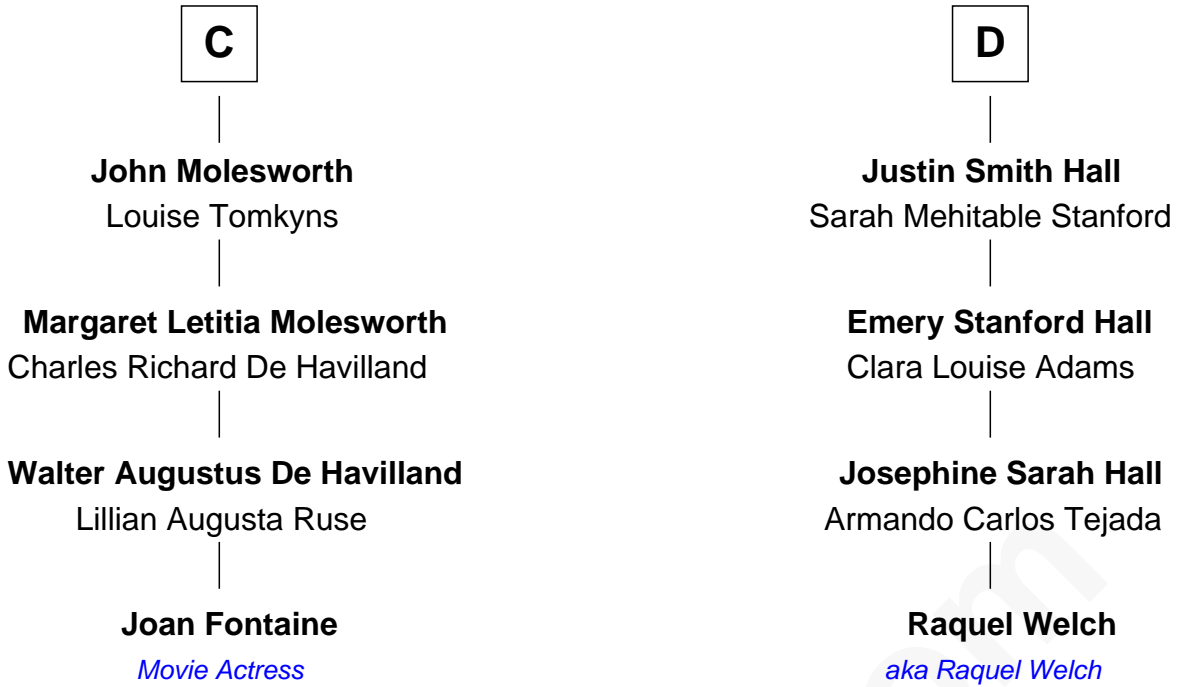 C
John Molesworth
Louise Tomkyns
Margaret Letitia Molesworth
Charles Richard De Havilland
Walter Augustus De Havilland
Lillian Augusta Ruse
Joan Fontaine
Movie Actress
D
Justin Smith Hall
Sarah Mehitable Stanford
Emery Stanford Hall
Clara Louise Adams
Josephine Sarah Hall
Armando Carlos Tejada
Raquel Welch
aka Raquel Welch